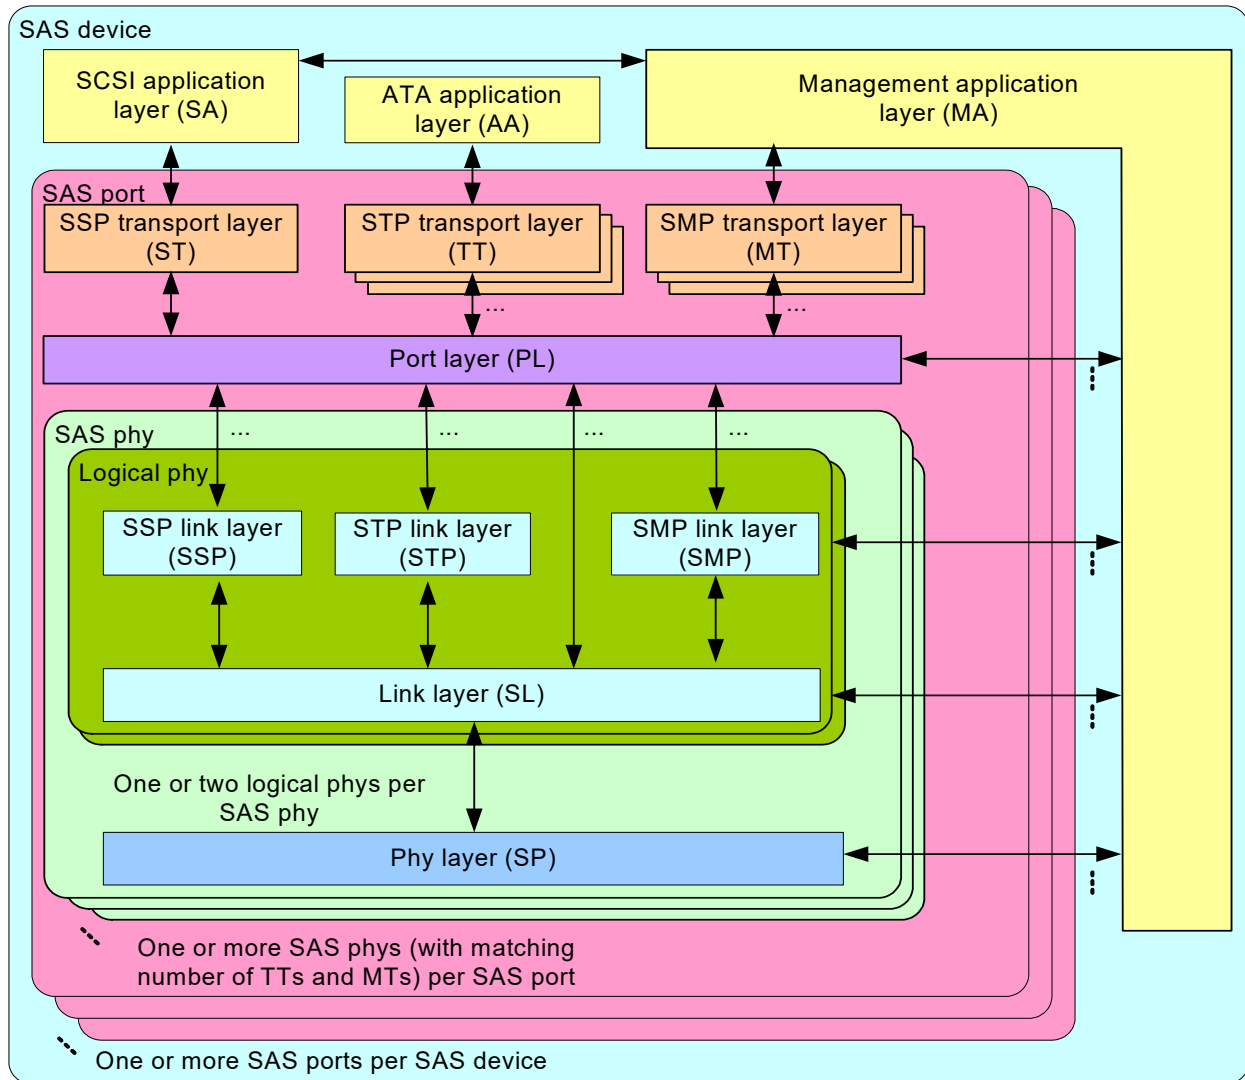 SAS device
SCSI application
layer (SA)
ATA application
layer (AA)
Management application
layer (MA)
SAS port
SSP transport layer
(ST)
STP transport layer
(TT)
SMP transport layer
(MT)
...
...
Port layer (PL)
SAS phy
...
...
...
...
Logical phy
SSP link layer
(SSP)
STP link layer
(STP)
SMP link layer
(SMP)
Link layer (SL)
One or two logical phys per
SAS phy
Phy layer (SP)
One or more SAS phys (with matching
number of TTs and MTs) per SAS port
One or more SAS ports per SAS device